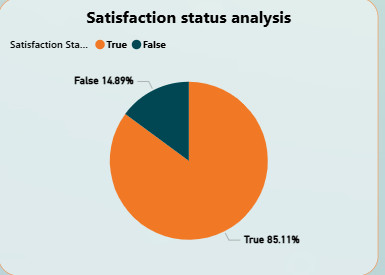 Satisfaction status analysis
Satisfaction Sta... True False
False 14.89%
True 85.11%